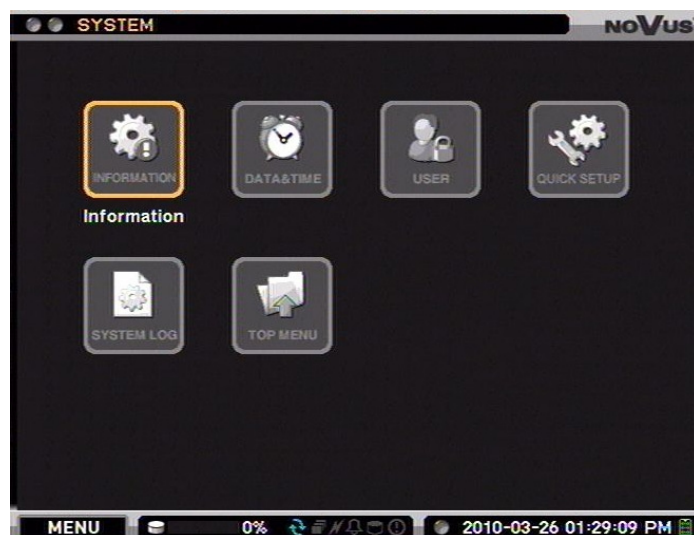 SYSTEM
NOVUS
INFORMATION
DATA&TIME
USER
QUICK SETUP
Information
SYSTEM LOG
TOP MENU
MENU
0%
2010-03-26 01:29:09 PM